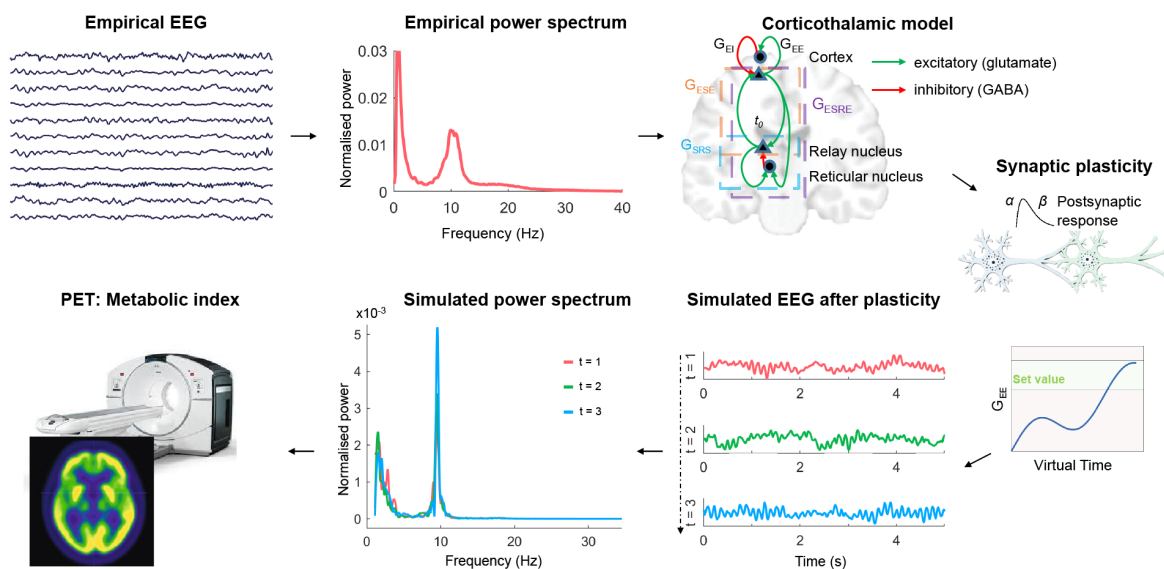 Empirical EEG
Empirical power spectrum
Normalised power
0.03
0.02
0.01
0
0 10 20 30 40
Frequency (Hz)
Corticothalamic model
G_EI
G_EE
Cortex
G_ESE
G_ESRE
t_0
G_SRS
Relay nucleus
Reticular nucleus
excitatory (glutamate)
inhibitory (GABA)
Synaptic plasticity
α β Postsynaptic
response
PET: Metabolic index
Simulated power spectrum
x10^-3
Normalised power
5
4
3
2
1
0
0 10 20 30
Frequency (Hz)
t = 1
t = 2
t = 3
Simulated EEG after plasticity
t = 1
0 2 4
t = 2
0 2 4
t = 3
0 2 4
Time (s)
Set value
G_EE
Virtual Time